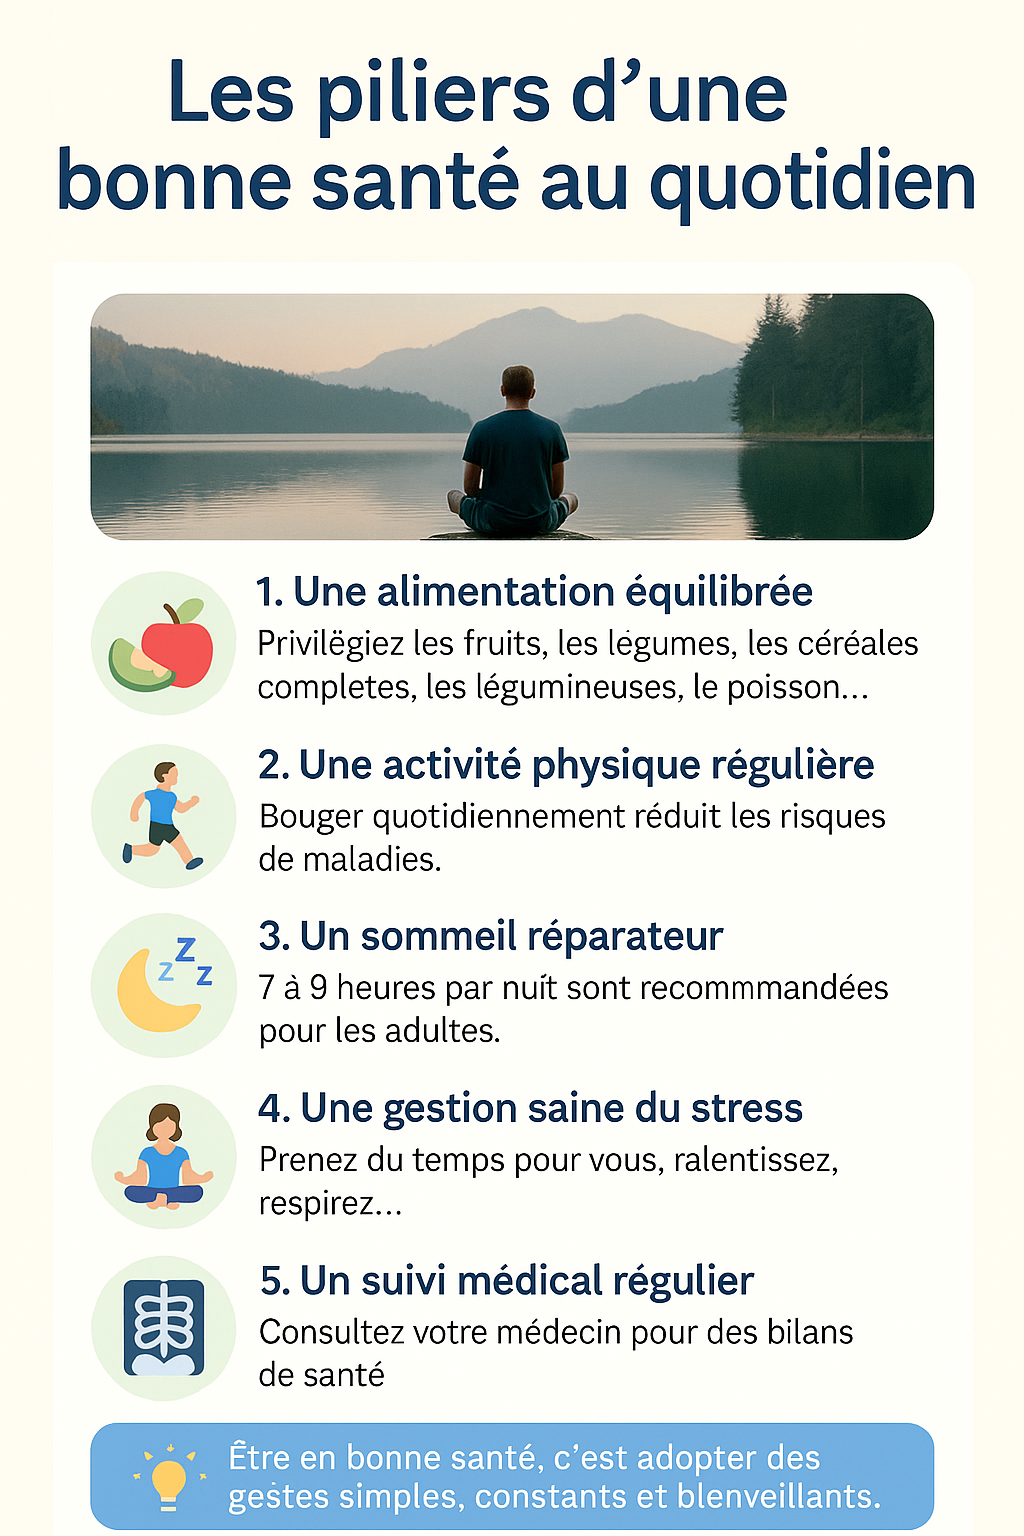 Les piliers d’une
bonne santé au quotidien
1. Une alimentation équilibrée
Privilëgiez les fruits, les légumes, les céréales
completes, les légumineuses, le poisson...
2. Une activité physique régulière
Bouger quotidiennement réduit les risques
de maladies.
3. Un sommeil réparateur
7 à 9 heures par nuit sont recommmandées
pour les adultes.
4. Une gestion saine du stress
Prenez du temps pour vous, ralentissez,
respirez...
5. Un suivi médical régulier
Consultez votre médecin pour des bilans
de santé
Être en bonne santé, c’est adopter des
gestes simples, constants et blenveillants.
z
Z
z